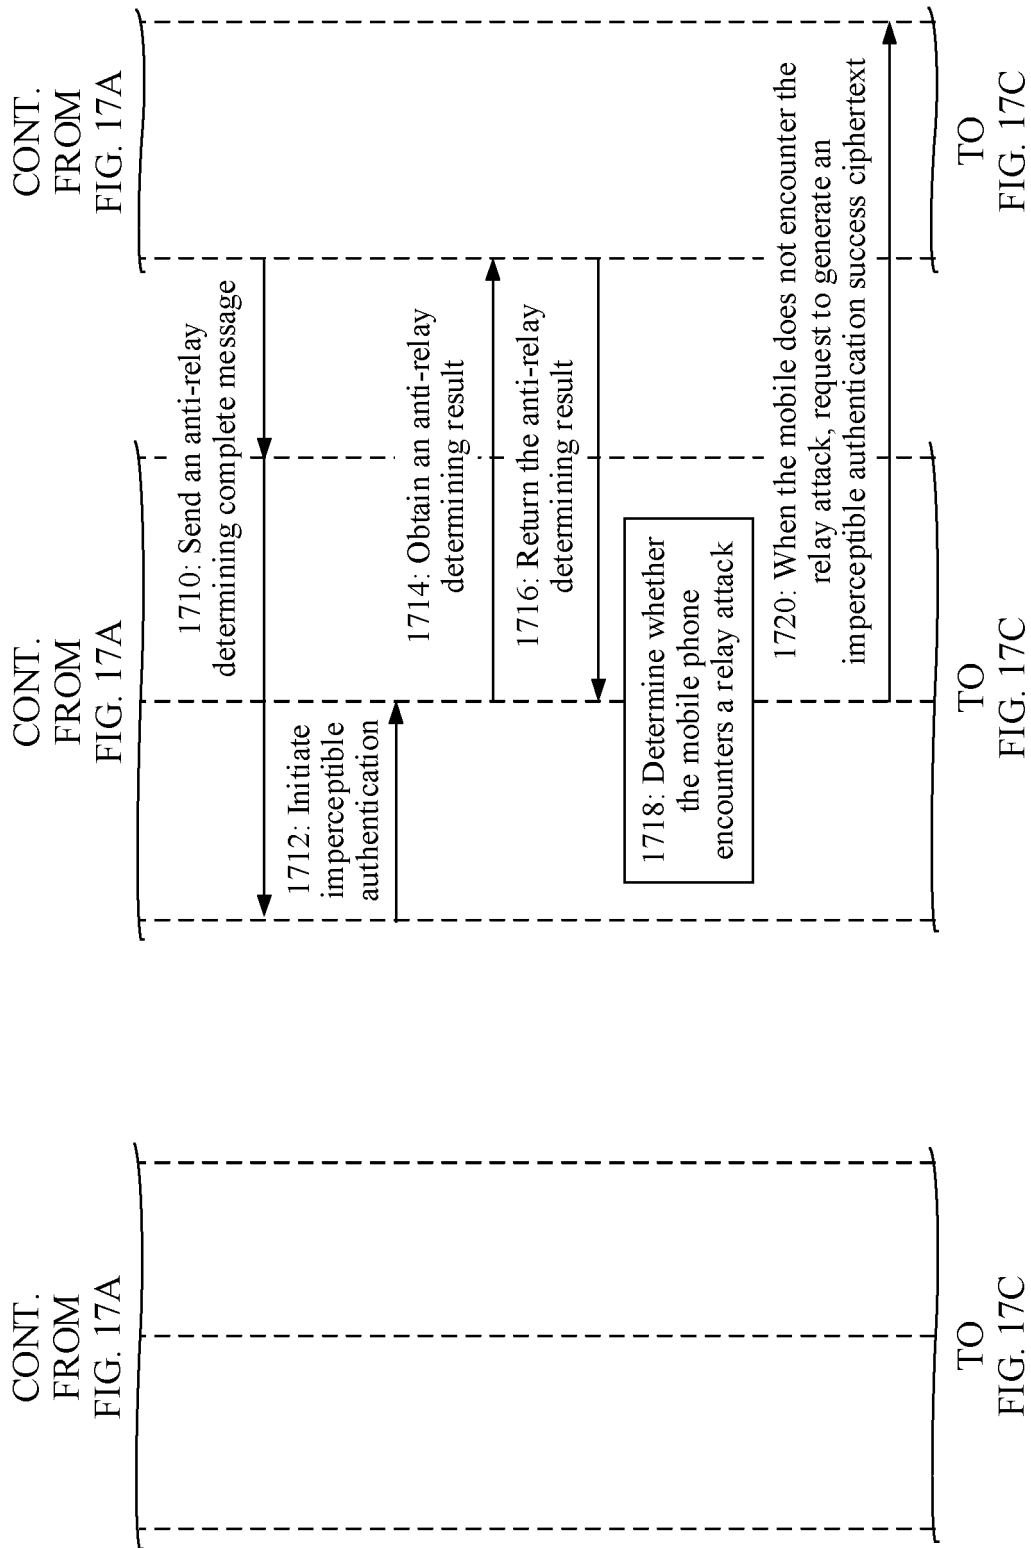 CONT.
FROM
FIG. 17A
CONT.
FROM
FIG. 17A
CONT.
FROM
FIG. 17A
1710: Send an anti-relay
determining complete message
1712: Initiate
imperceptible
authentication
1714: Obtain an anti-relay
determining result
1716: Return the anti-relay
determining result
1718: Determine whether
the mobile phone
encounters a relay attack
1720: When the mobile does not encounter the
relay attack, request to generate an
imperceptible authentication success ciphertext
TO
FIG. 17C
TO
FIG. 17C
TO
FIG. 17C